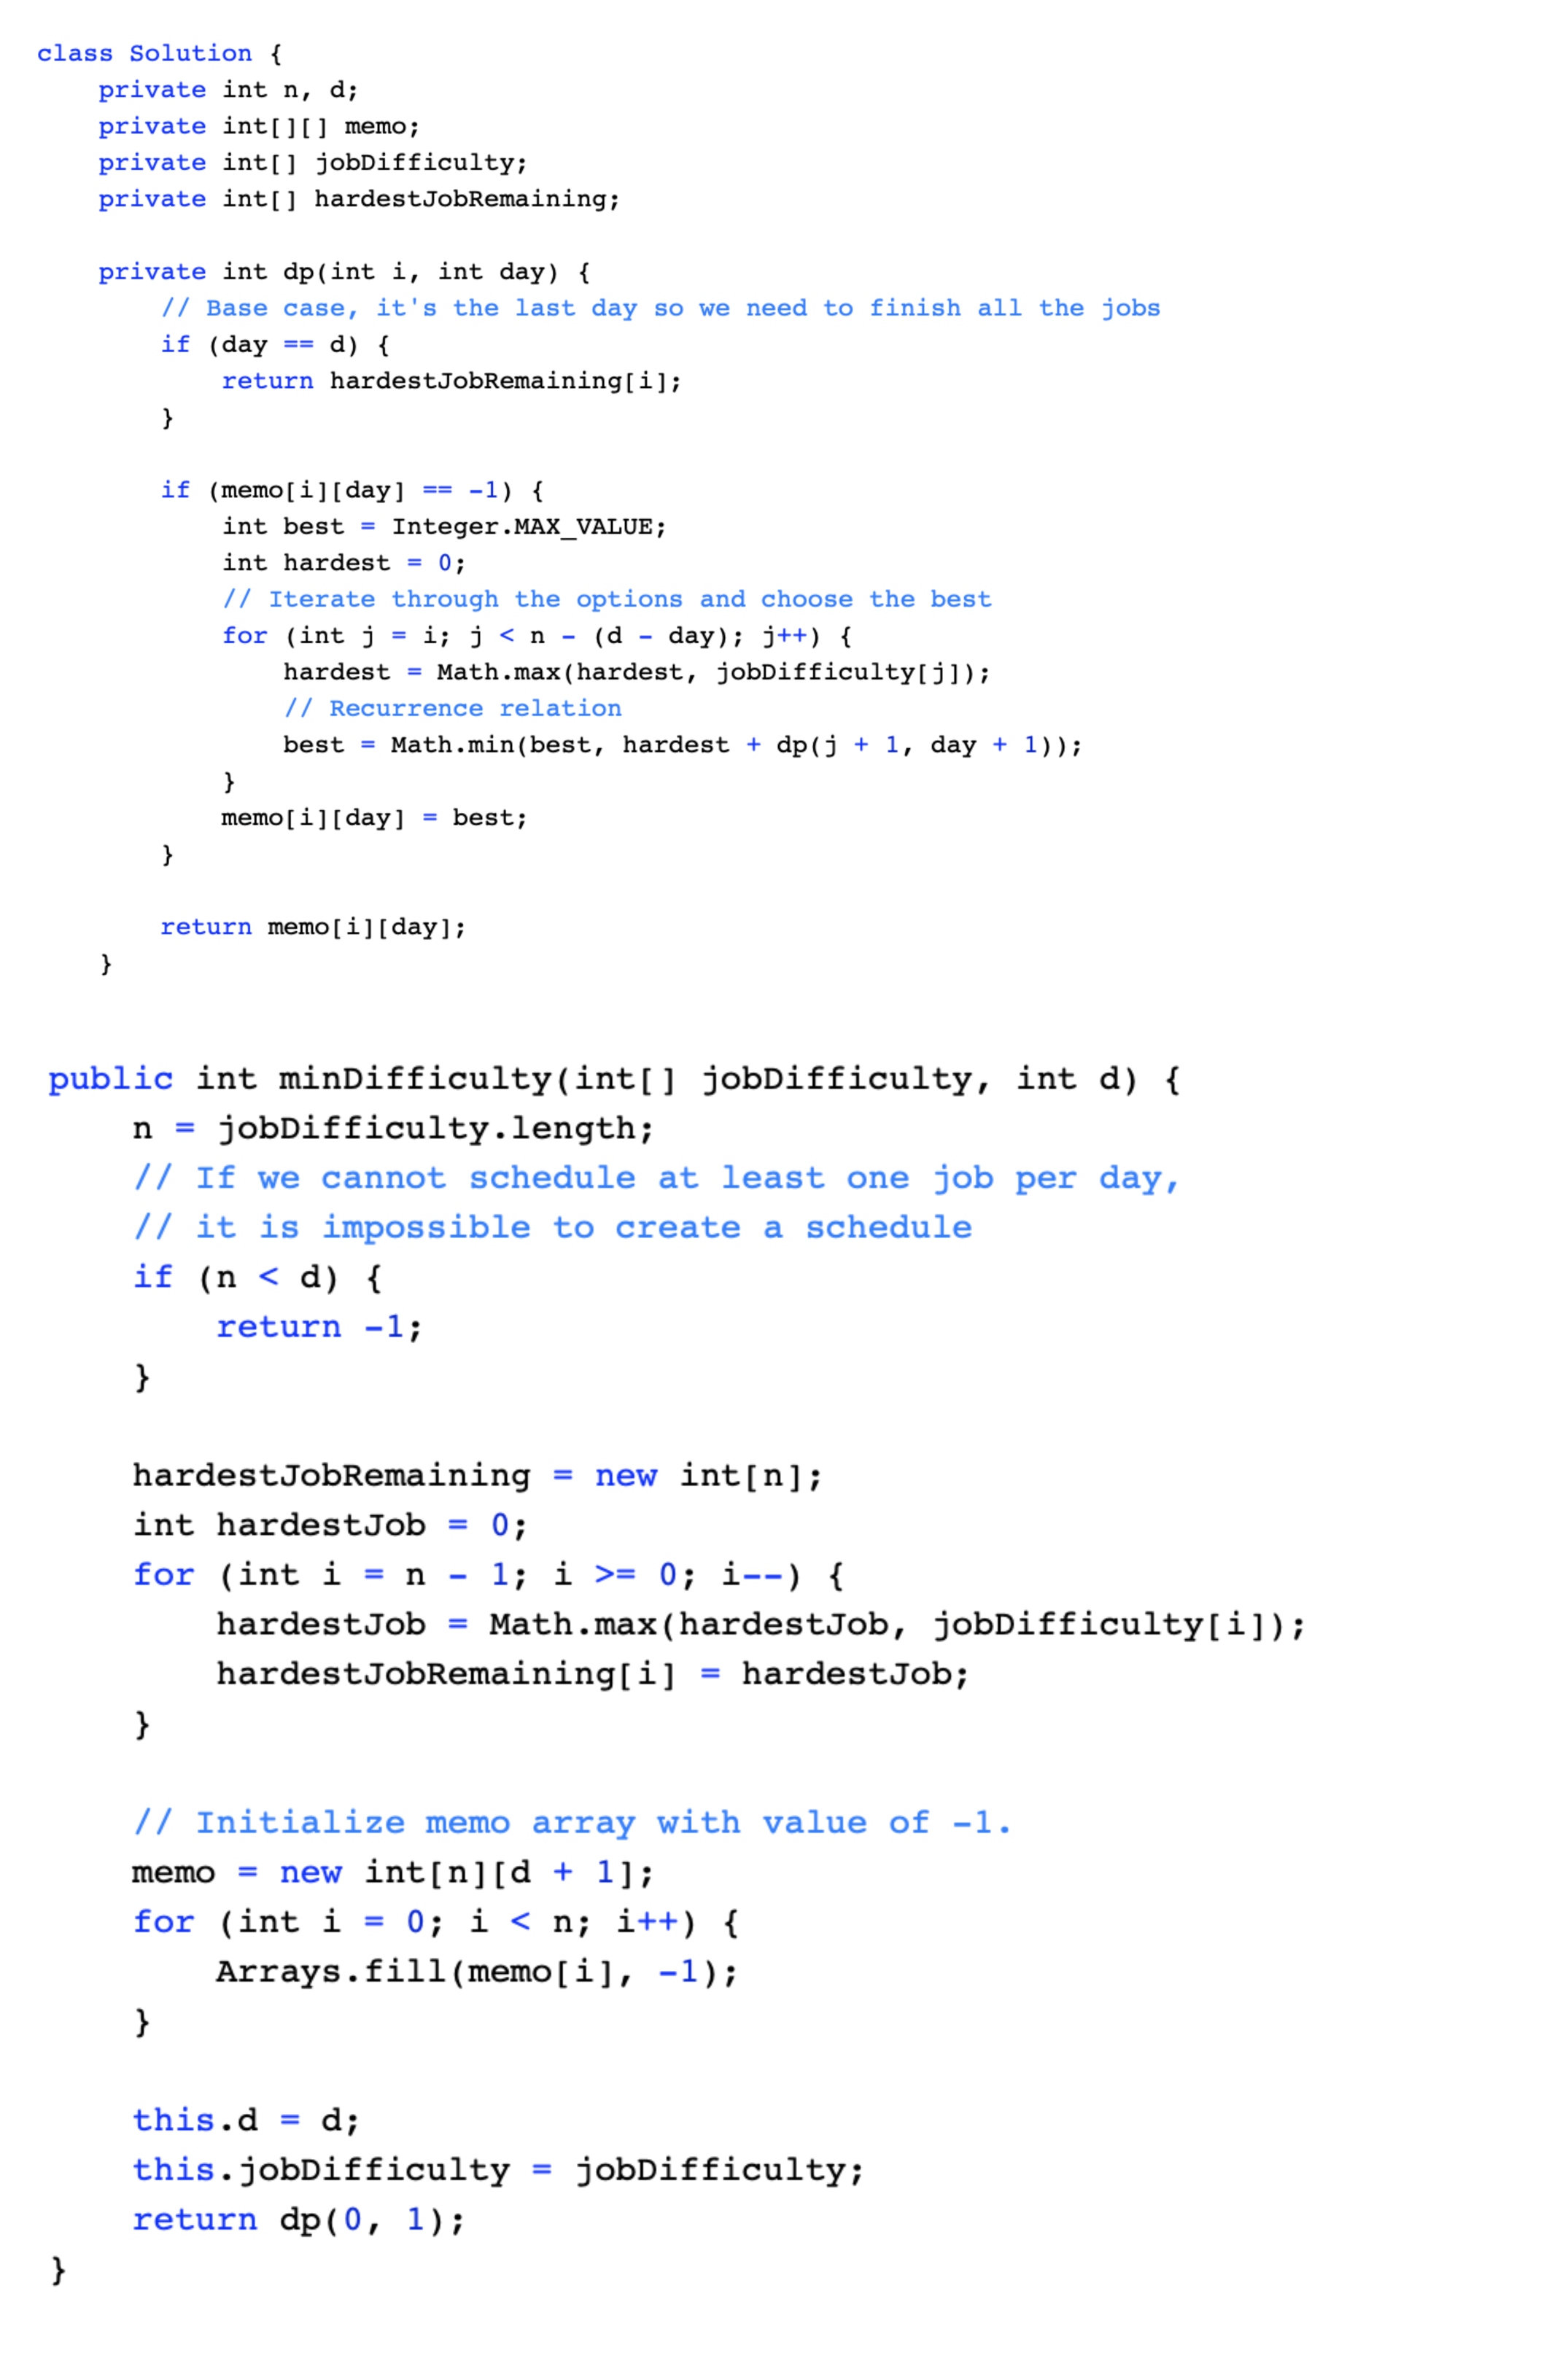 class Solution {
    private int n, d;
    private int[][] memo;
    private int[] jobDifficulty;
    private int[] hardestJobRemaining;

    private int dp(int i, int day) {
        // Base case, it's the last day so we need to finish all the jobs
        if (day == d) {
            return hardestJobRemaining[i];
        }

        if (memo[i][day] == -1) {
            int best = Integer.MAX_VALUE;
            int hardest = 0;
            // Iterate through the options and choose the best
            for (int j = i; j < n - (d - day); j++) {
                hardest = Math.max(hardest, jobDifficulty[j]);
                // Recurrence relation
                best = Math.min(best, hardest + dp(j + 1, day + 1));
            }
            memo[i][day] = best;
        }

        return memo[i][day];
    }

public int minDifficulty(int[] jobDifficulty, int d) {
    n = jobDifficulty.length;
    // If we cannot schedule at least one job per day,
    // it is impossible to create a schedule
    if (n < d) {
        return -1;
    }

    hardestJobRemaining = new int[n];
    int hardestJob = 0;
    for (int i = n - 1; i >= 0; i--) {
        hardestJob = Math.max(hardestJob, jobDifficulty[i]);
        hardestJobRemaining[i] = hardestJob;
    }

    // Initialize memo array with value of -1.
    memo = new int[n][d + 1];
    for (int i = 0; i < n; i++) {
        Arrays.fill(memo[i], -1);
    }

    this.d = d;
    this.jobDifficulty = jobDifficulty;
    return dp(0, 1);
}